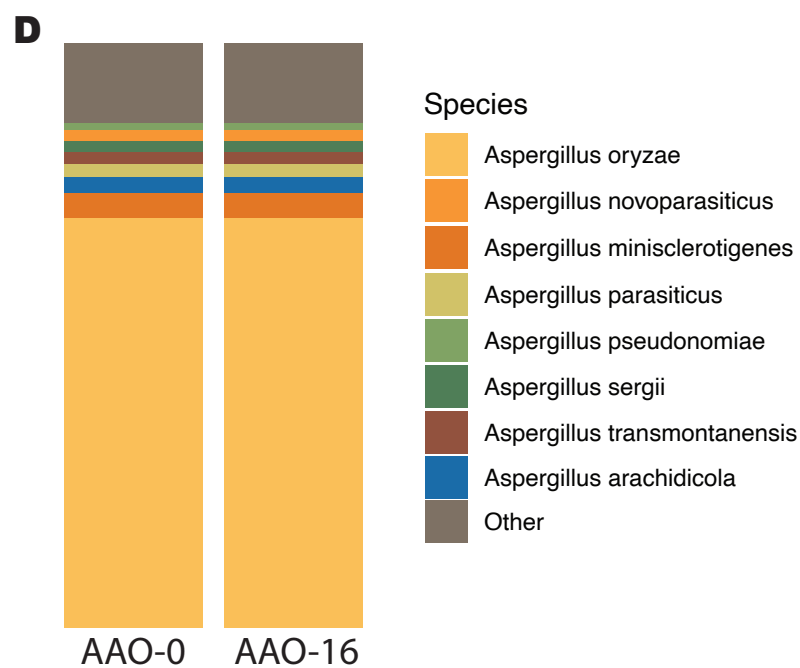 D
Species
Aspergillus oryzae
Aspergillus novoparasiticus
Aspergillus minisclerotigenes
Aspergillus parasiticus
Aspergillus pseudonomiae
Aspergillus sergii
Aspergillus transmontanensis
Aspergillus arachidicola
Other
AAO-0 AAO-16